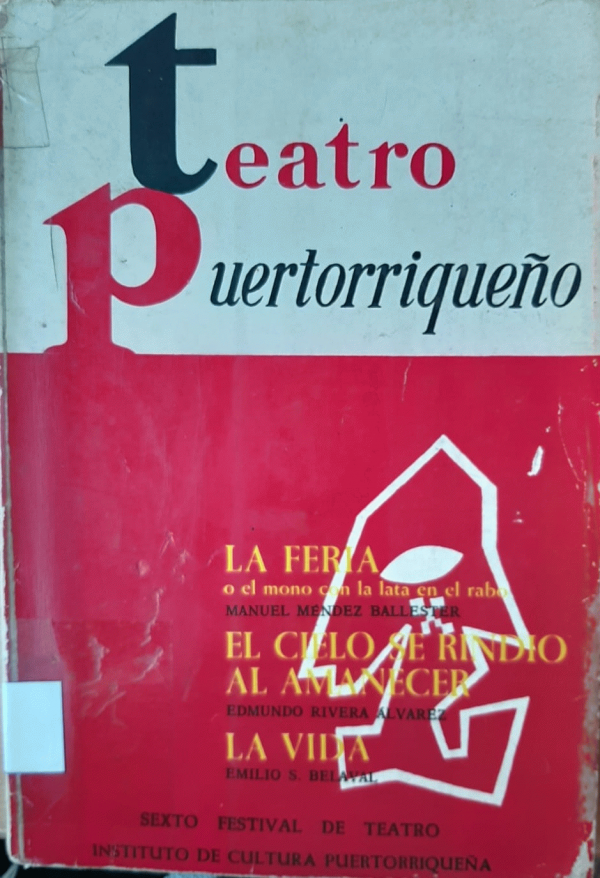 teatro
Puertorriqueño
LA FERIA
o el mono con la lata en el rabo
MANUEL MÉNDEZ BALLESTER
EL CIELO SE RINDIO
AL AMANECER
EDMUNDO RIVERA ALVAREZ
LA VIDA
EMILIO S. BELAVAL
SEXTO FESTIVAL DE TEATRO
INSTITUTO DE CULTURA PUERTORRIQUEÑA